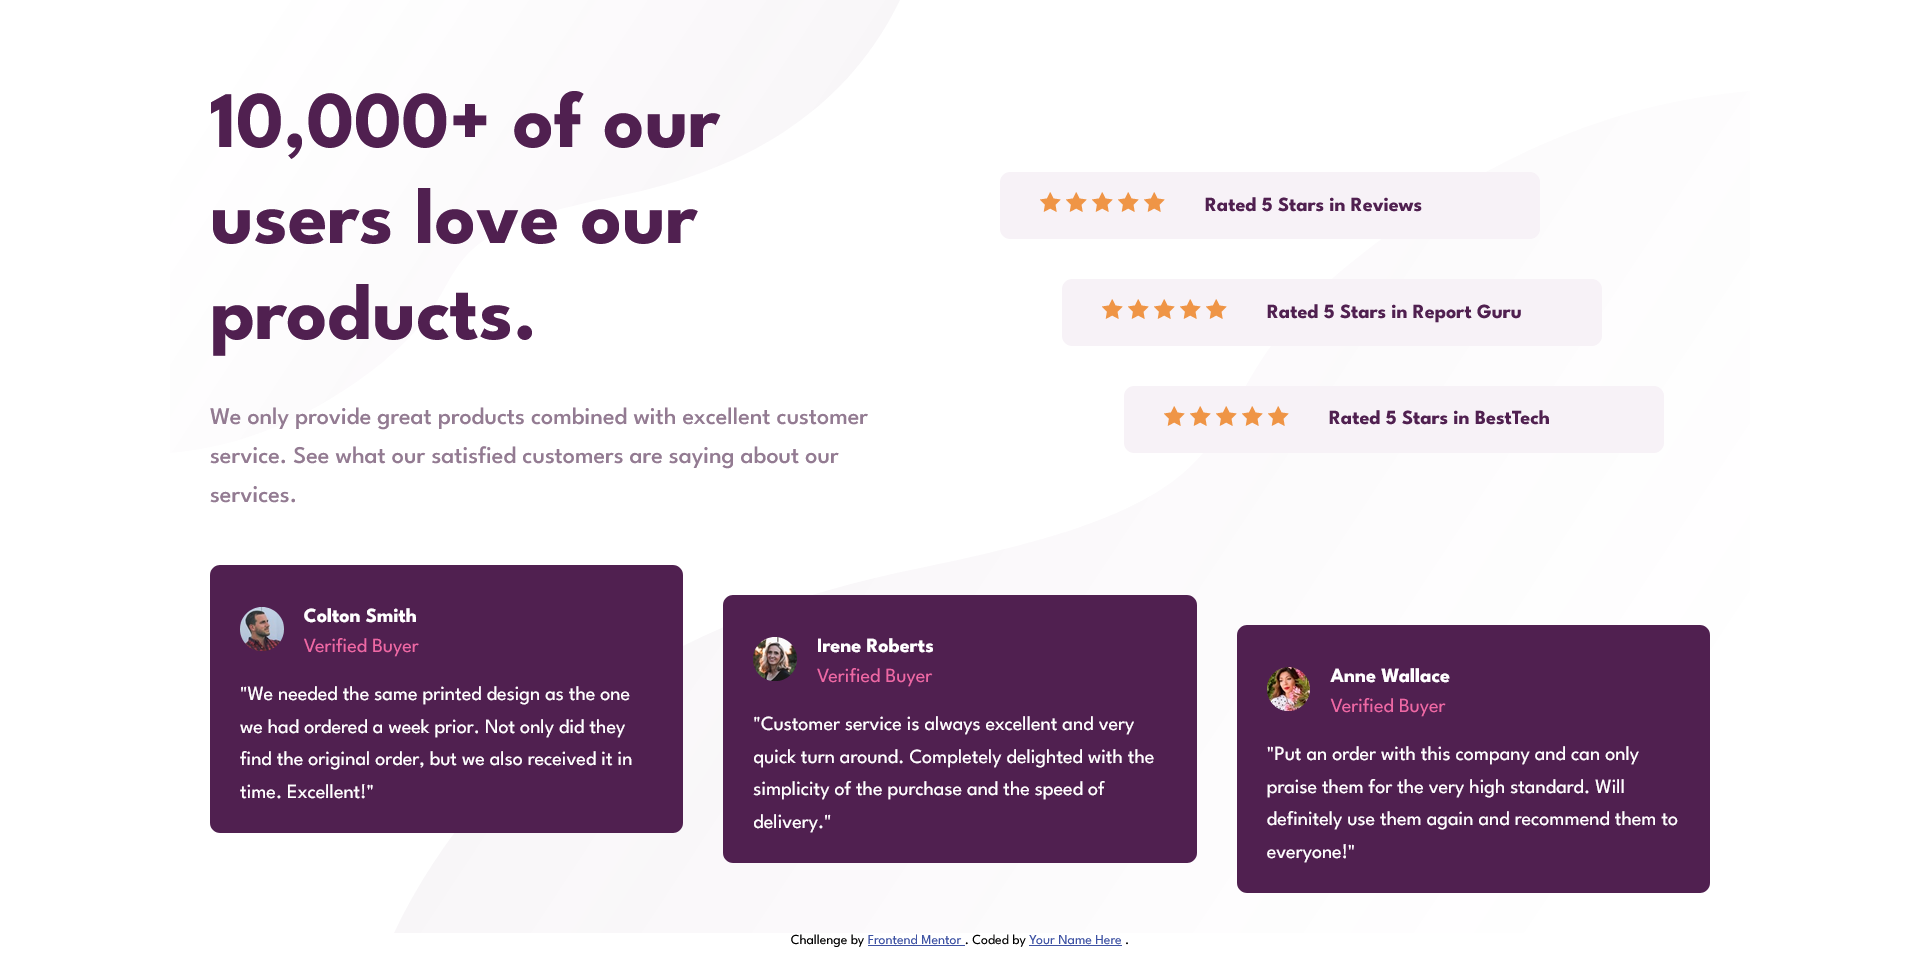 10,000+ of our
users love our
products.
We only provide great products combined with excellent customer
service. See what our satisfied customers are saying about our
services.
Rated 5 Stars in Reviews
Rated 5 Stars in Report Guru
Rated 5 Stars in BestTech
Colton Smith
Verified Buyer
"We needed the same printed design as the one
we had ordered a week prior. Not only did they
find the original order, but we also received it in
time. Excellent!"
Irene Roberts
Verified Buyer
"Customer service is always excellent and very
quick turn around. Completely delighted with the
simplicity of the purchase and the speed of
delivery."
Anne Wallace
Verified Buyer
"Put an order with this company and can only
praise them for the very high standard. Will
definitely use them again and recommend them to
everyone!"
Challenge by Frontend Mentor . Coded by Your Name Here .